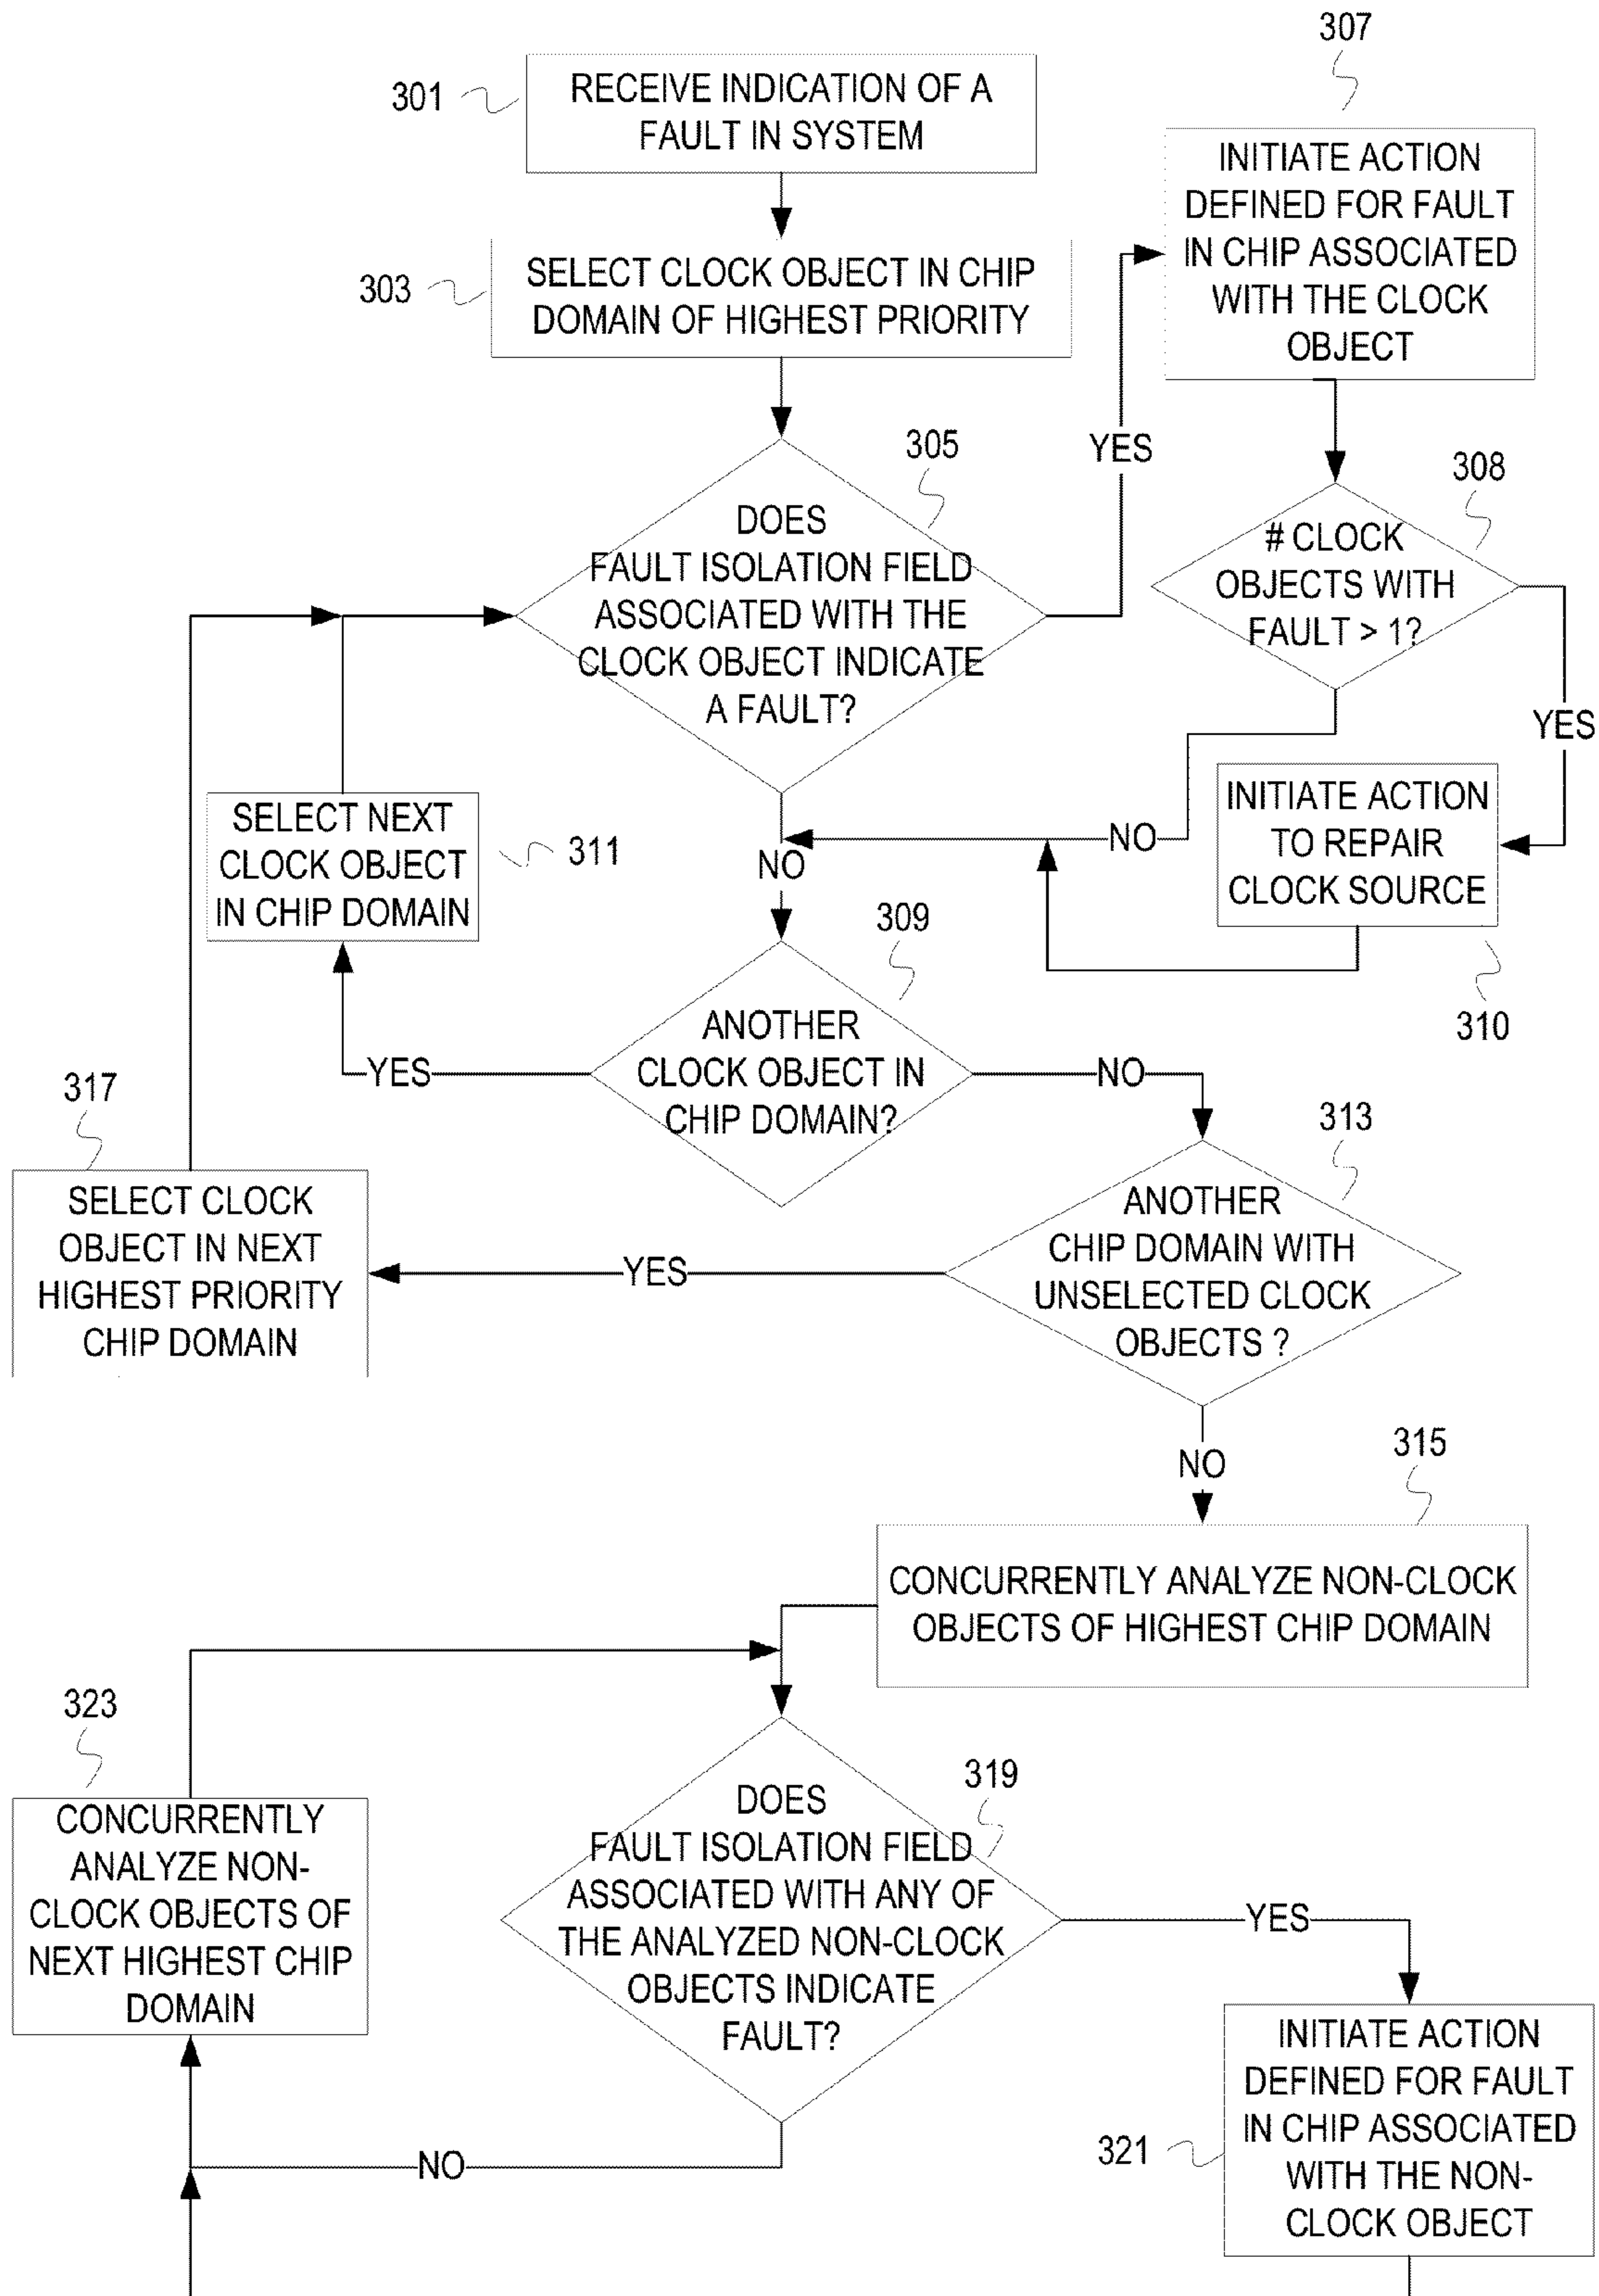 307
301
RECEIVE INDICATION OF A
FAULT IN SYSTEM
INITIATE ACTION
DEFINED FOR FAULT
IN CHIP ASSOCIATED
WITH THE CLOCK
OBJECT
303
SELECT CLOCK OBJECT IN CHIP
DOMAIN OF HIGHEST PRIORITY
305
YES
308
DOES
FAULT ISOLATION FIELD
ASSOCIATED WITH THE
CLOCK OBJECT INDICATE
A FAULT?
# CLOCK
OBJECTS WITH
FAULT > 1?
YES
SELECT NEXT
CLOCK OBJECT
IN CHIP DOMAIN
311
NO
NO
INITIATE ACTION
TO REPAIR
CLOCK SOURCE
309
310
ANOTHER
CLOCK OBJECT IN
CHIP DOMAIN?
YES
NO
317
313
SELECT CLOCK
OBJECT IN NEXT
HIGHEST PRIORITY
CHIP DOMAIN
YES
ANOTHER
CHIP DOMAIN WITH
UNSELECTED CLOCK
OBJECTS ?
NO
315
CONCURRENTLY ANALYZE NON-CLOCK
OBJECTS OF HIGHEST CHIP DOMAIN
323
319
CONCURRENTLY
ANALYZE NON-
CLOCK OBJECTS OF
NEXT HIGHEST CHIP
DOMAIN
DOES
FAULT ISOLATION FIELD
ASSOCIATED WITH ANY OF
THE ANALYZED NON-CLOCK
OBJECTS INDICATE
FAULT?
YES
NO
321
INITIATE ACTION
DEFINED FOR FAULT
IN CHIP ASSOCIATED
WITH THE NON-
CLOCK OBJECT